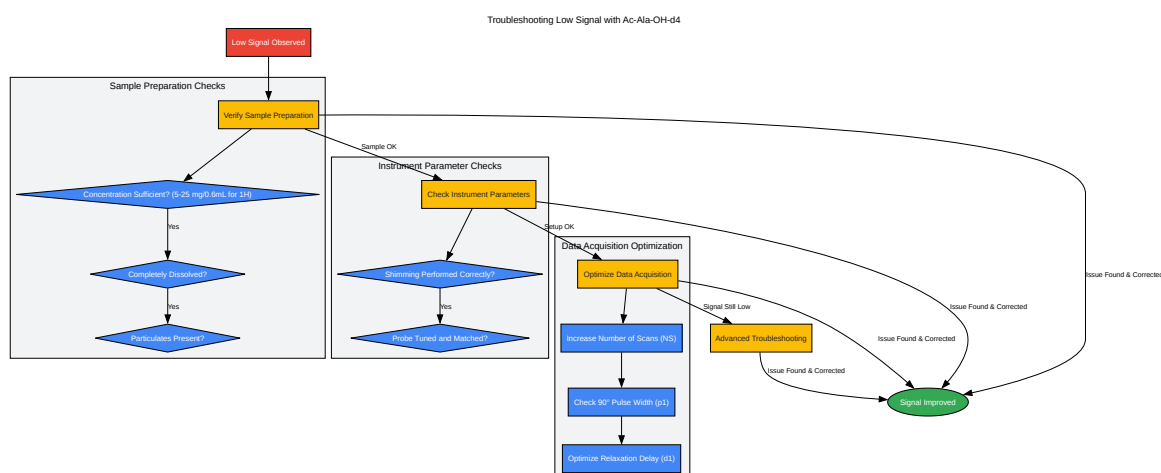 Troubleshooting Low Signal with Ac-Ala-OH-d4
Low Signal Observed
Sample Preparation Checks
Verify Sample Preparation
Sample OK
Instrument Parameter Checks
Concentration Sufficient? (5-25 mg/0.6mL for 1H)
Check Instrument Parameters
Yes
Setup OK
Data Acquisition Optimization
Completely Dissolved?
Shimming Performed Correctly?
Optimize Data Acquisition
Issue Found & Corrected
Yes
Yes
Signal Still Low
Issue Found & Corrected
Particulates Present?
Probe Tuned and Matched?
Increase Number of Scans (NS)
Advanced Troubleshooting
Issue Found & Corrected
Issue Found & Corrected
Check 90° Pulse Width (p1)
Signal Improved
Optimize Relaxation Delay (d1)